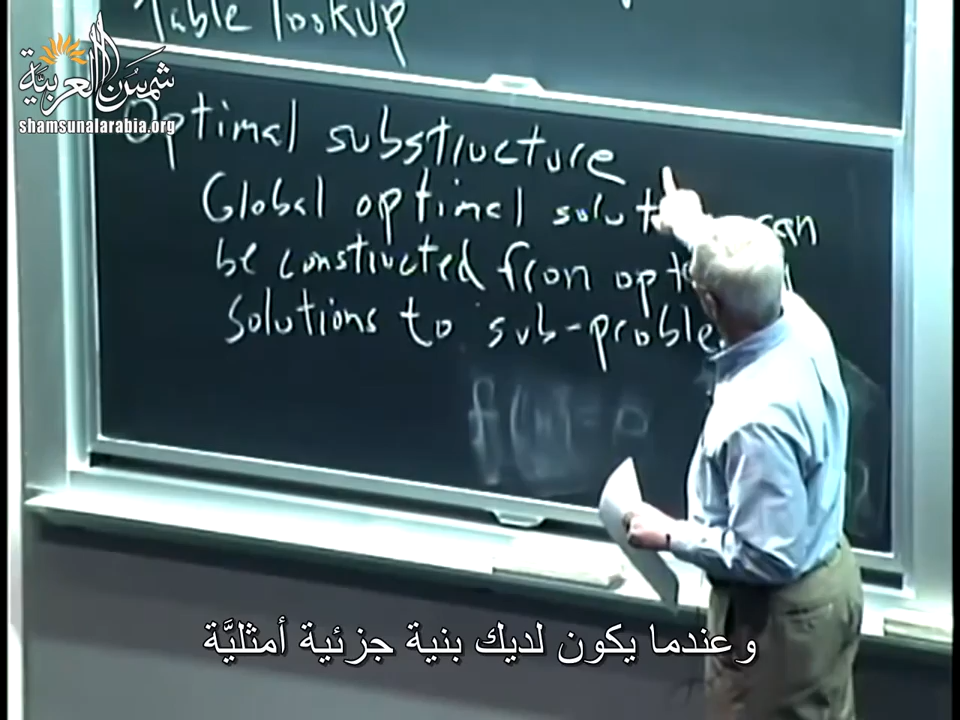 Table lookup
شمس العربية
shamsunalarabia.org
Optimal substructure
Global optimal solut can
be constructed from opt
Solutions to sub-proble
f(n)=
وعندما يكون لديك بنية جزئية أمثليَّة